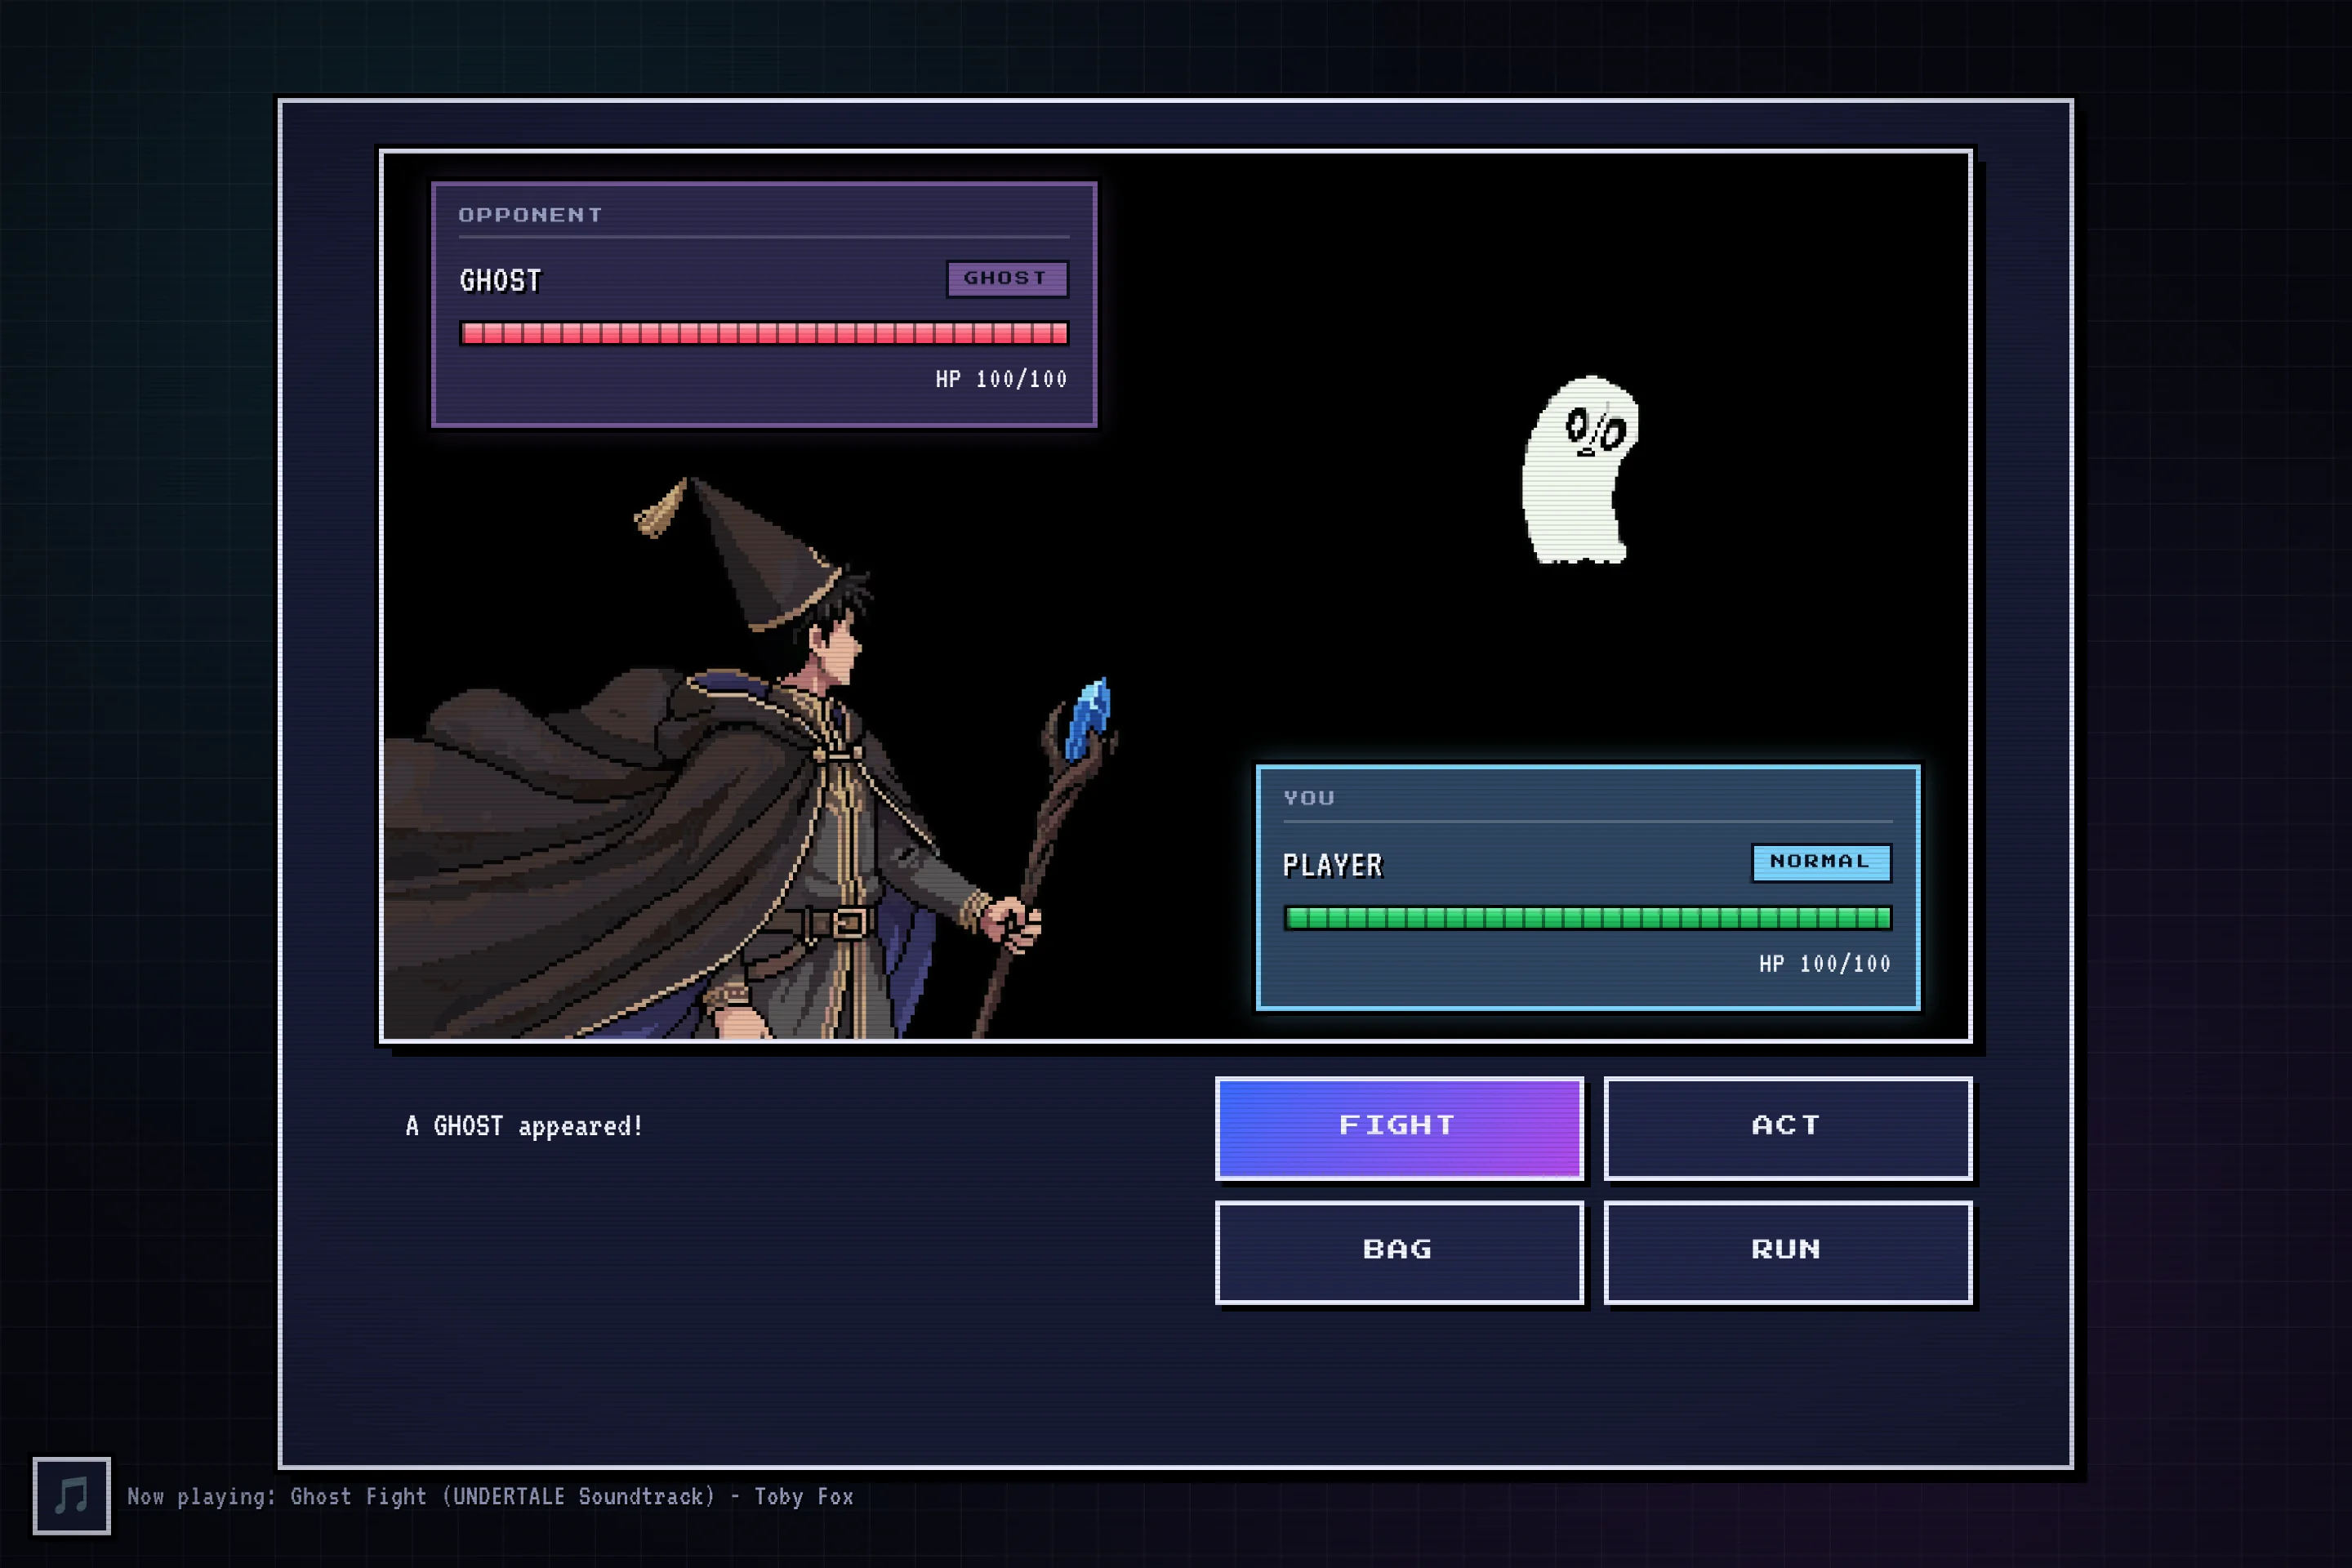 OPPONENT
GHOST
GHOST
HP 100/100
YOU
PLAYER
NORMAL
HP 100/100
A GHOST appeared!
FIGHT
ACT
BAG
RUN
Now playing: Ghost Fight (UNDERTALE Soundtrack) - Toby Fox